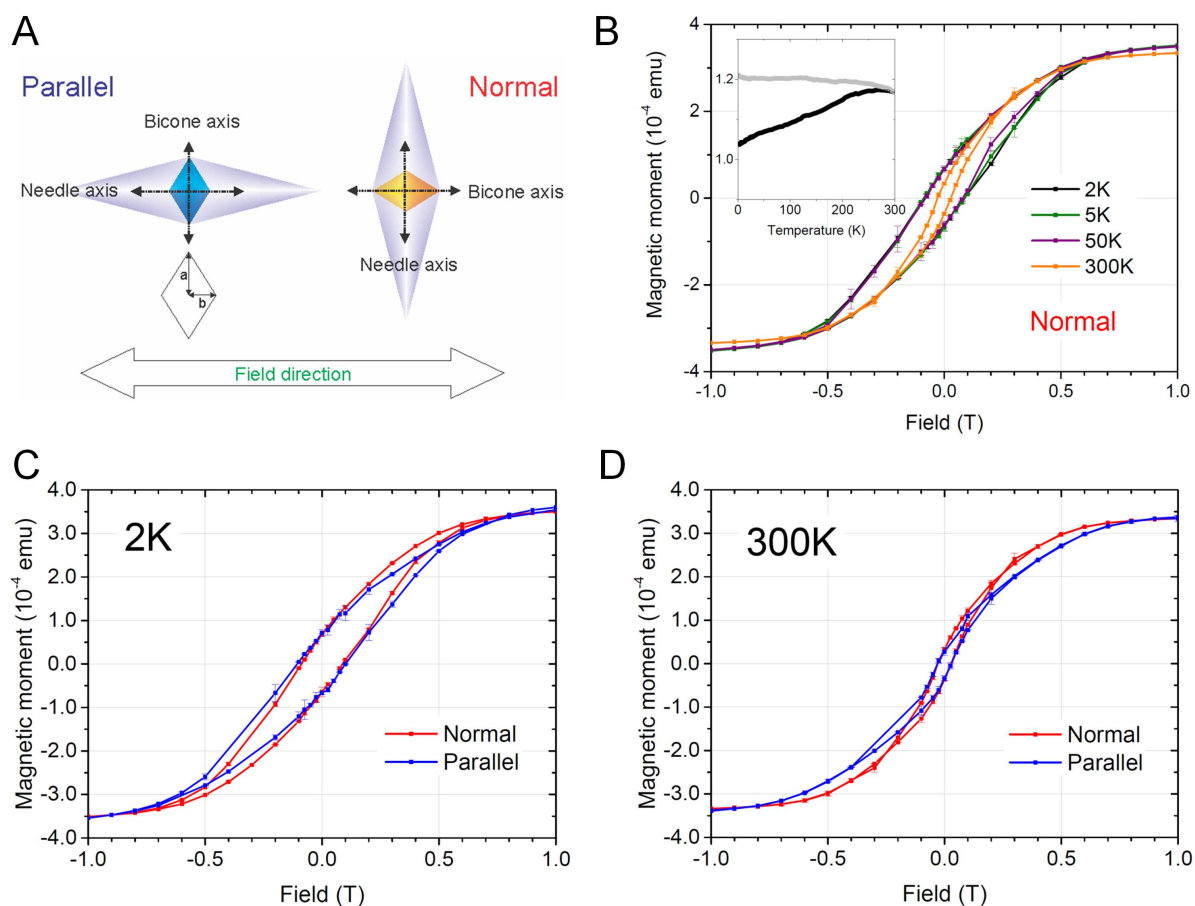 A
Parallel
Normal
Bicone axis
Needle axis
Bicone axis
Needle axis
a
b
Field direction
B
Magnetic moment (10⁻⁴ emu)
4
2
0
-2
-4
1.2
1.0
0 100 200 300
Temperature (K)
2K
5K
50K
300K
Normal
-1.0 -0.5 0.0 0.5 1.0
Field (T)
C
Magnetic moment (10⁻⁴ emu)
4.0
3.0
2.0
1.0
0.0
-1.0
-2.0
-3.0
-4.0
2K
Normal
Parallel
-1.0 -0.5 0.0 0.5 1.0
Field (T)
D
Magnetic moment (10⁻⁴ emu)
4.0
3.0
2.0
1.0
0.0
-1.0
-2.0
-3.0
-4.0
300K
Normal
Parallel
-1.0 -0.5 0.0 0.5 1.0
Field (T)